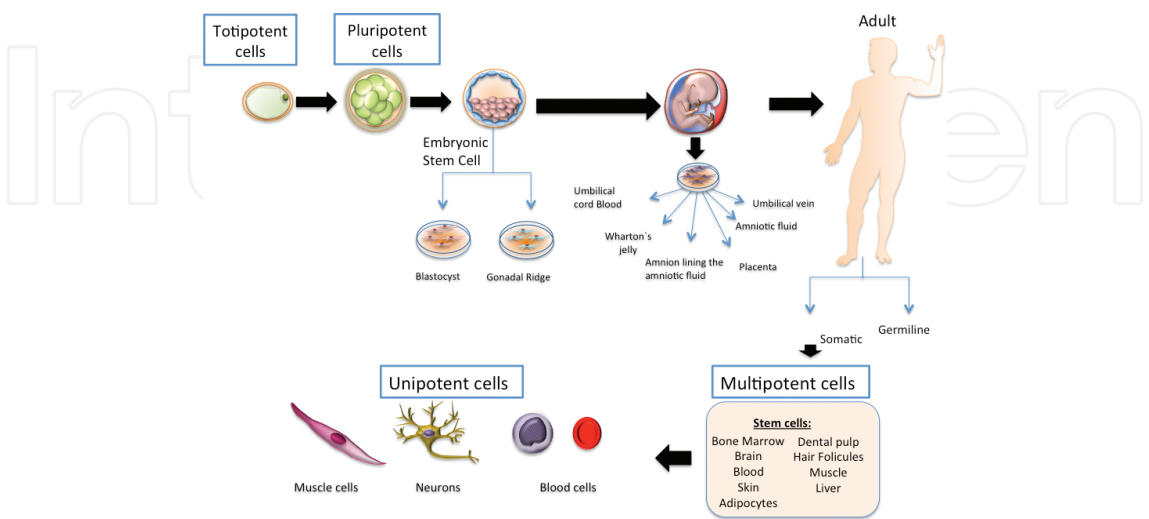 Totipotent
cells
Pluripotent
cells
Adult
Embryonic
Stem Cell
Blastocyst
Gonadal Ridge
Umbilical
cord Blood
Wharton`s
jelly
Amnion lining the
amniotic fluid
Placenta
Amniotic fluid
Umbilical vein
Somatic
Germiline
Unipotent cells
Multipotent cells
Muscle cells
Neurons
Blood cells
Stem cells:
Bone Marrow
Brain
Blood
Skin
Adipocytes
Dental pulp
Hair Folicules
Muscle
Liver